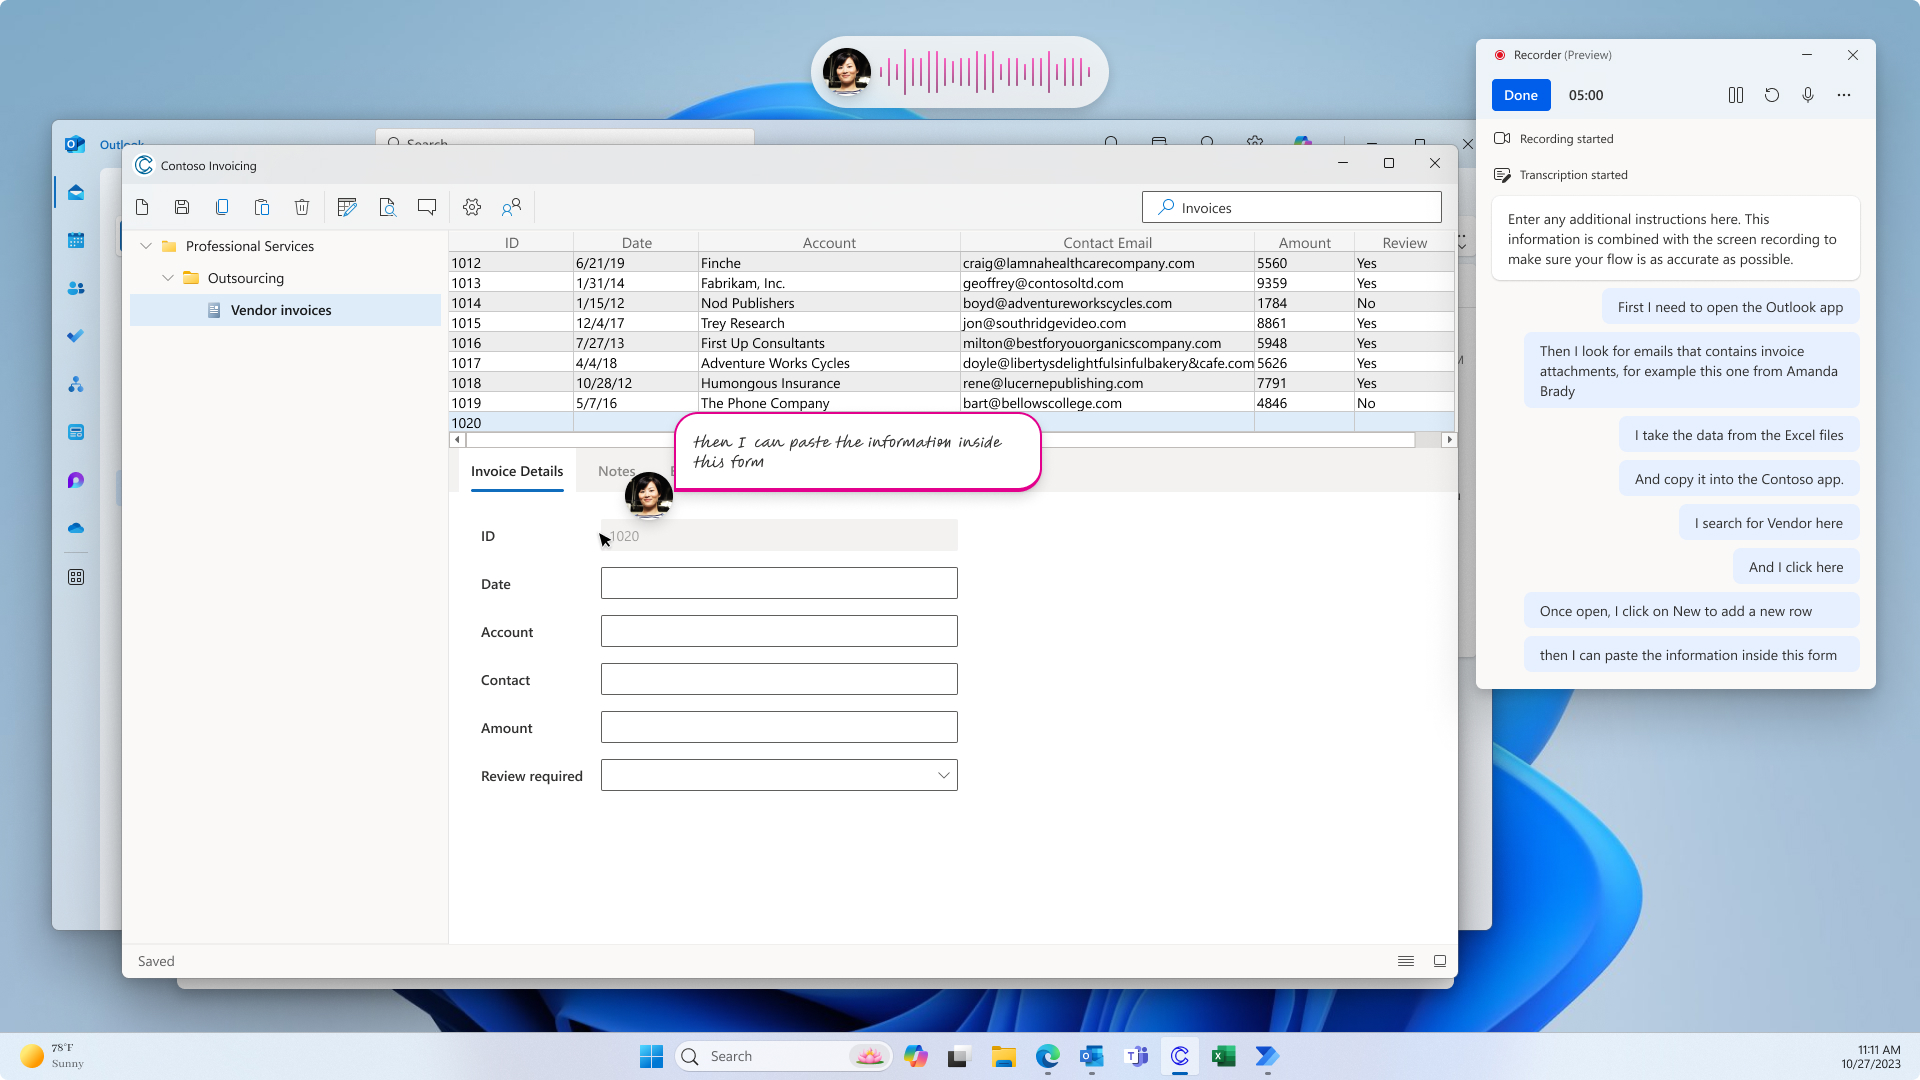 Recorder (Preview)
Done 05:00
Recording started
Transcription started
Enter any additional instructions here. This
information is combined with the screen recording to
make sure your flow is as accurate as possible.
First I need to open the Outlook app
Then I look for emails that contains invoice
attachments, for example this one from Amanda
Brady
I take the data from the Excel files
And copy it into the Contoso app.
I search for Vendor here
And I click here
Once open, I click on New to add a new row
then I can paste the information inside this form
Outlook
Search
Contoso Invoicing
Invoices
Professional Services
Outsourcing
Vendor invoices
ID Date Account Contact Email Amount Review
1012 6/21/19 Finche craig@lamnahealthcarecompany.com 5560 Yes
1013 1/31/14 Fabrikam, Inc. geoffrey@contosoltd.com 9359 Yes
1014 1/15/12 Nod Publishers boyd@adventureworkscycles.com 1784 No
1015 12/4/17 Trey Research jon@southridgevideo.com 8861 Yes
1016 7/27/13 First Up Consultants milton@bestforyouorganicscompany.com 5948 Yes
1017 4/4/18 Adventure Works Cycles doyle@libertysdelightfulsinfulbakery&cafe.com 5626 Yes
1018 10/28/12 Humongous Insurance rene@lucernepublishing.com 7791 Yes
1019 5/7/16 The Phone Company bart@bellowscollege.com 4846 No
1020
then I can paste the information inside
this form
Invoice Details Notes
ID 1020
Date
Account
Contact
Amount
Review required
Saved
78°F
Sunny
Search
11:11 AM
10/27/2023